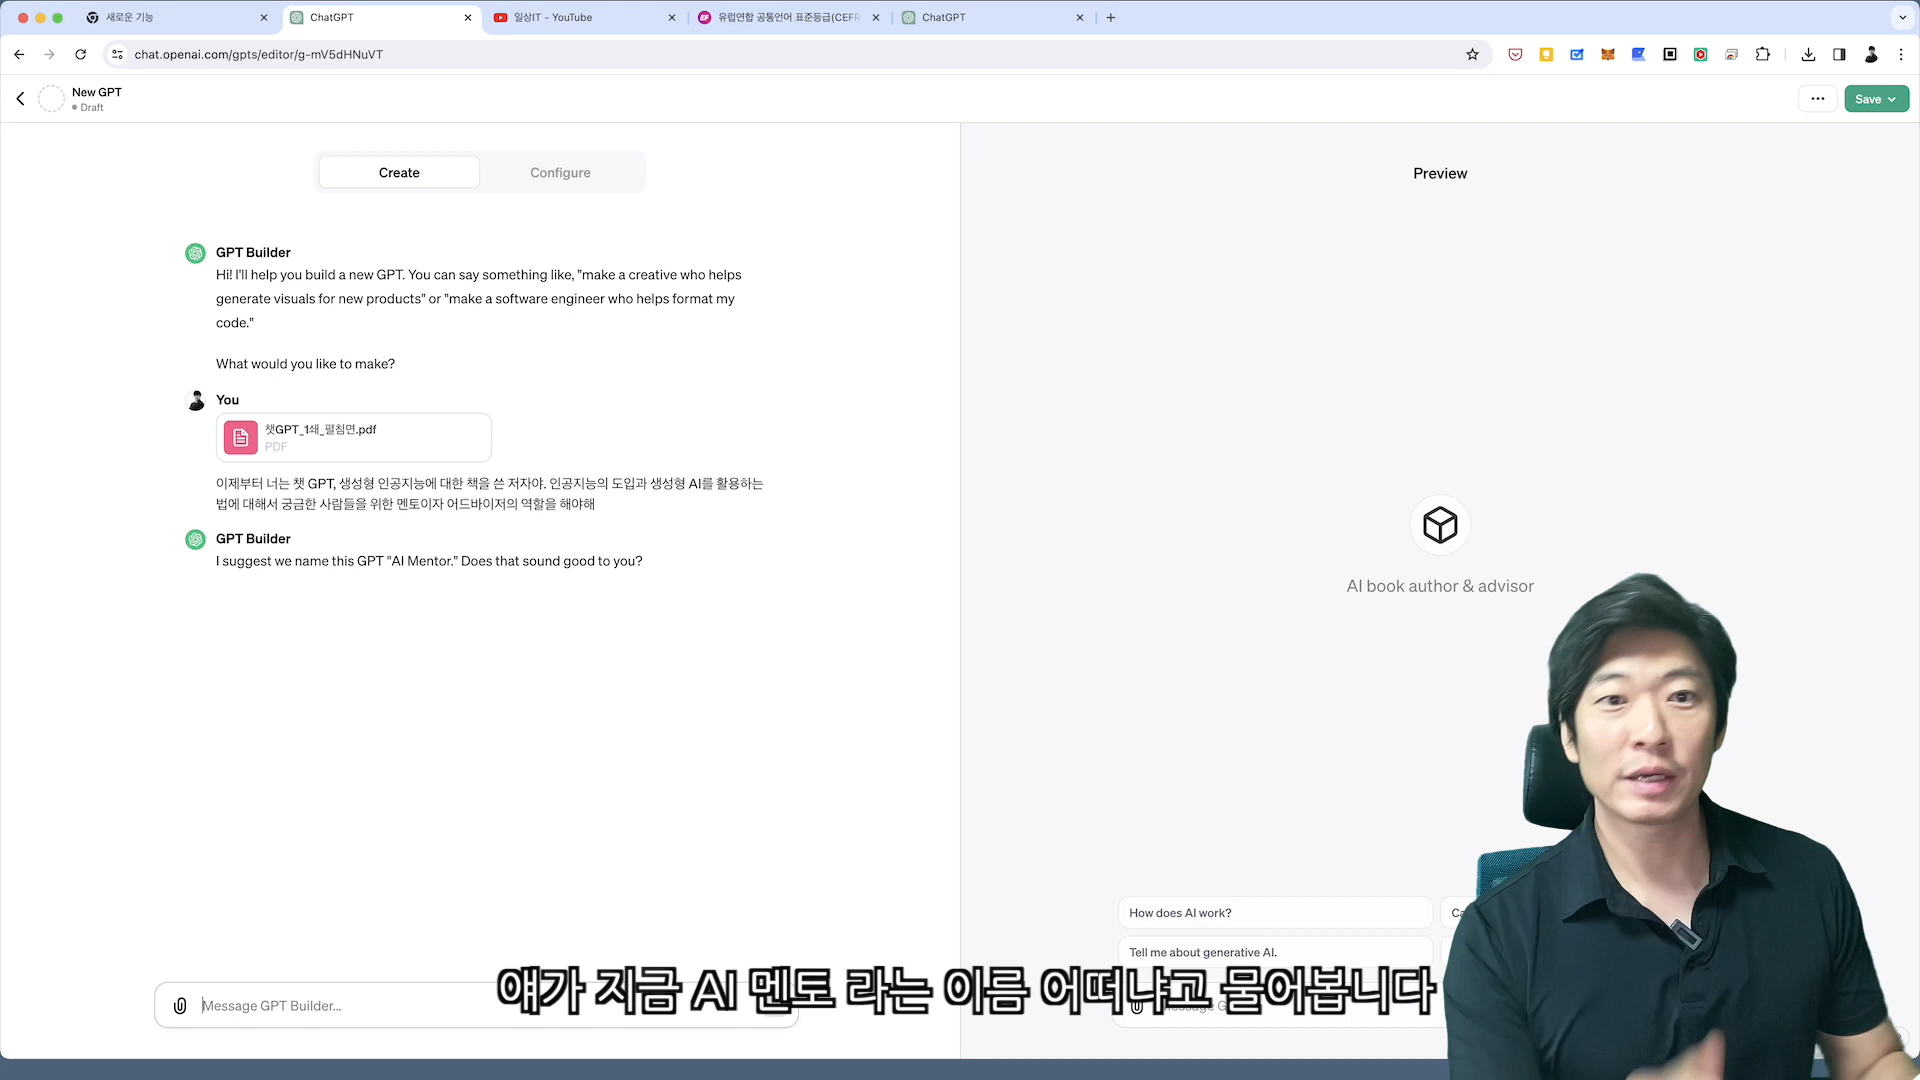 새로운 기능
ChatGPT
일상IT - YouTube
유럽연합 공통언어 표준등급(CEFR
ChatGPT
chat.openai.com/gpts/editor/g-mV5dHNuVT
New GPT
Draft
Save
Create
Configure
Preview
GPT Builder
Hi! I'll help you build a new GPT. You can say something like, "make a creative who helps
generate visuals for new products" or "make a software engineer who helps format my
code."
What would you like to make?
You
챗GPT_1쇄_펼침면.pdf
PDF
이제부터 너는 챗 GPT, 생성형 인공지능에 대한 책을 쓴 저자야. 인공지능의 도입과 생성형 AI를 활용하는
법에 대해서 궁금한 사람들을 위한 멘토이자 어드바이저의 역할을 해야해
GPT Builder
I suggest we name this GPT "AI Mentor." Does that sound good to you?
AI book author & advisor
How does AI work?
Ca
Tell me about generative AI.
Message GPT Builder...
얘가 지금 AI 멘토 라는 이름 어떠냐고 물어봅니다